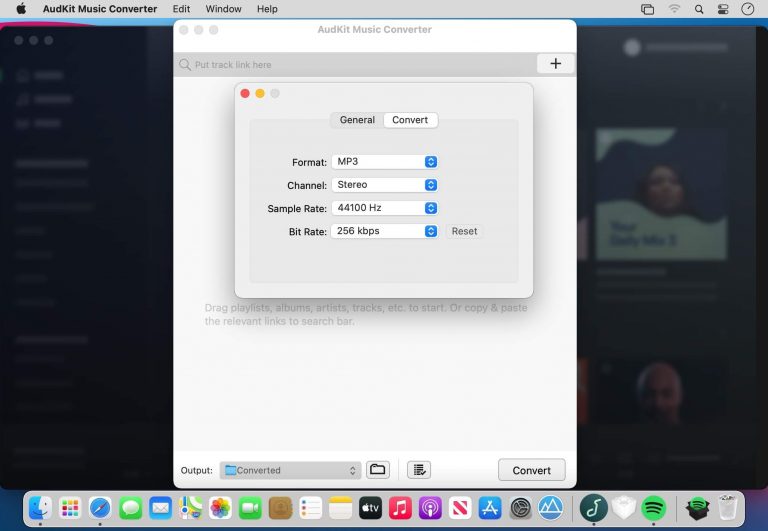 AudKit Music Converter Edit Window Help
AudKit Music Converter
Put track link here
General Convert
Format: MP3
Channel: Stereo
Sample Rate: 44100 Hz
Bit Rate: 256 kbps Reset
Your
Daily Mix 3
Drag playlists, albums, artists, tracks, etc. to start. Or copy & paste
the relevant links to search bar.
Output: Converted Convert
tv